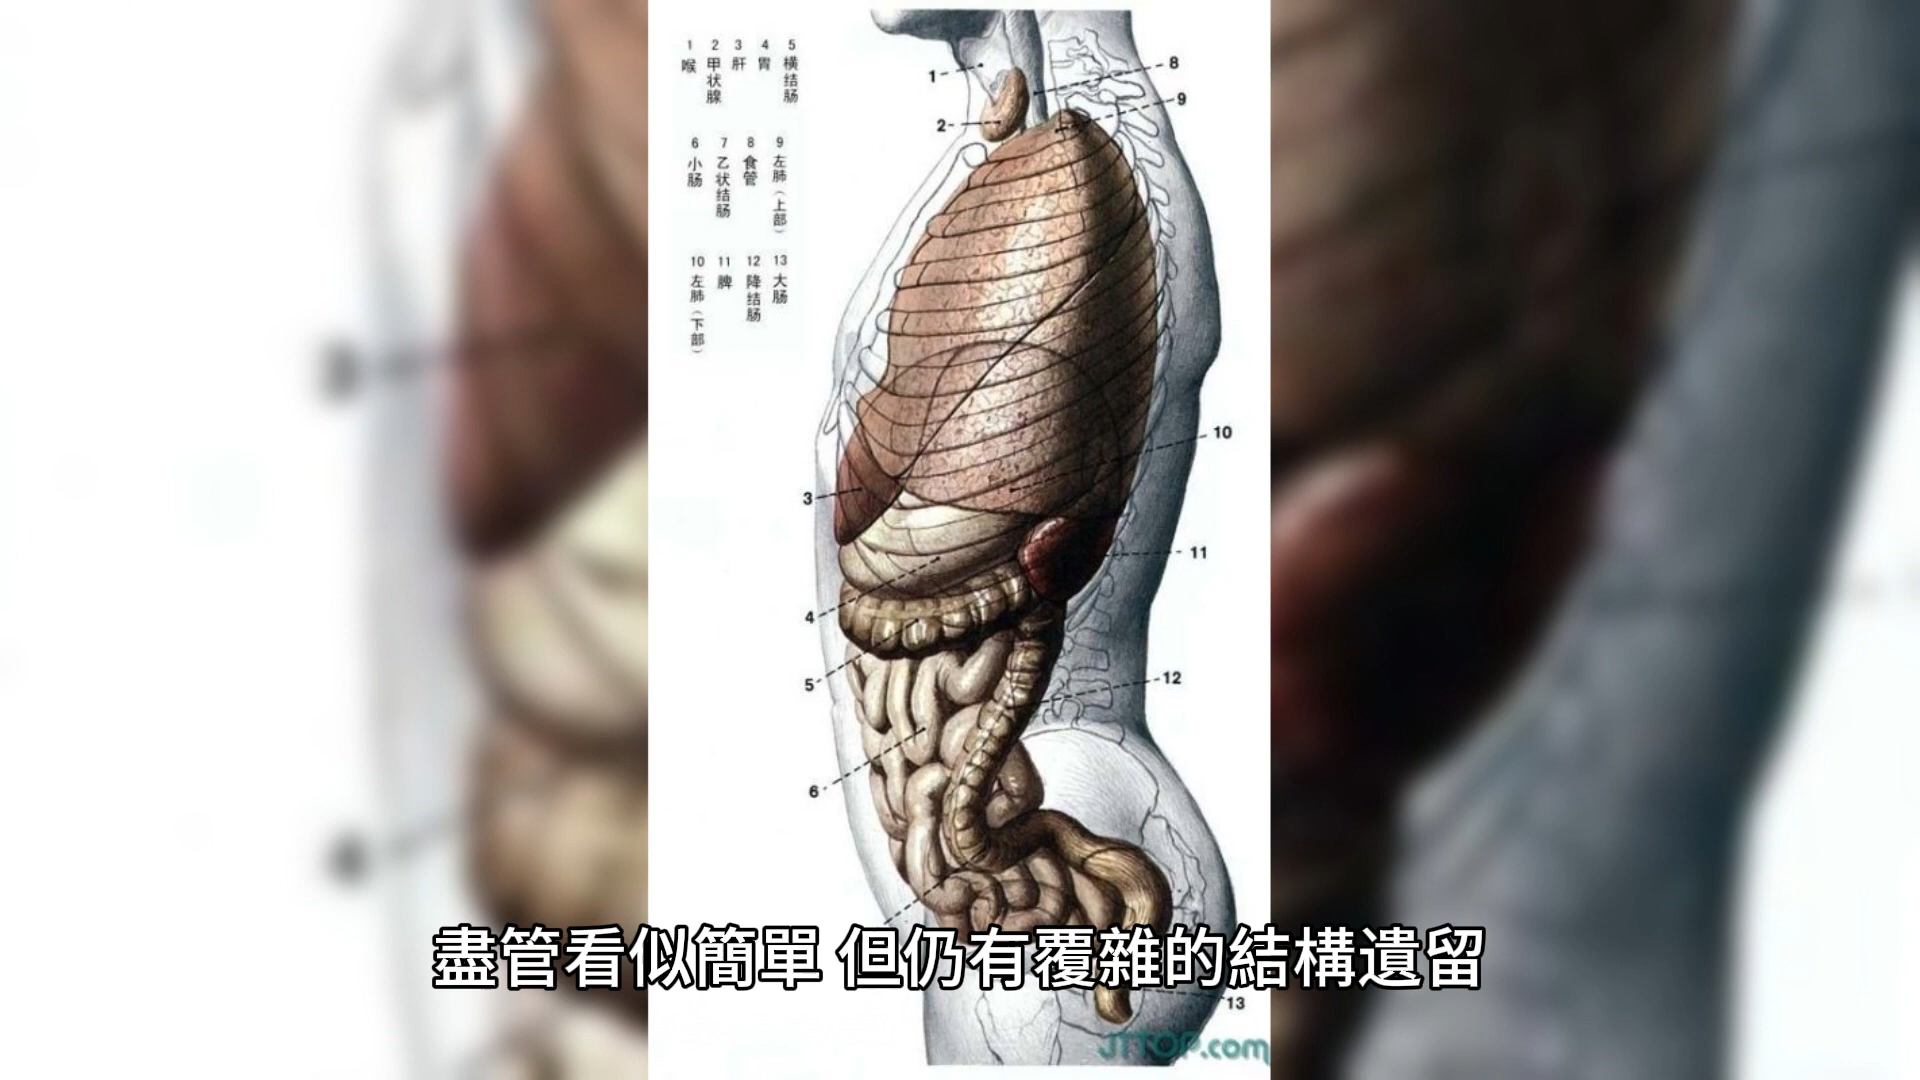 1 2 3 4 5
喉 甲状腺 肝 胃 横结肠
6 7 8 9
小肠 乙状结肠 食管 左肺（上部）
10 11 12 13
左肺（下部） 脾 降结肠 大肠
1
8
9
2
10
3
11
4
12
5
6
盡管看似簡單 但仍有覆雜的結構遺留
13
JTTOP.com